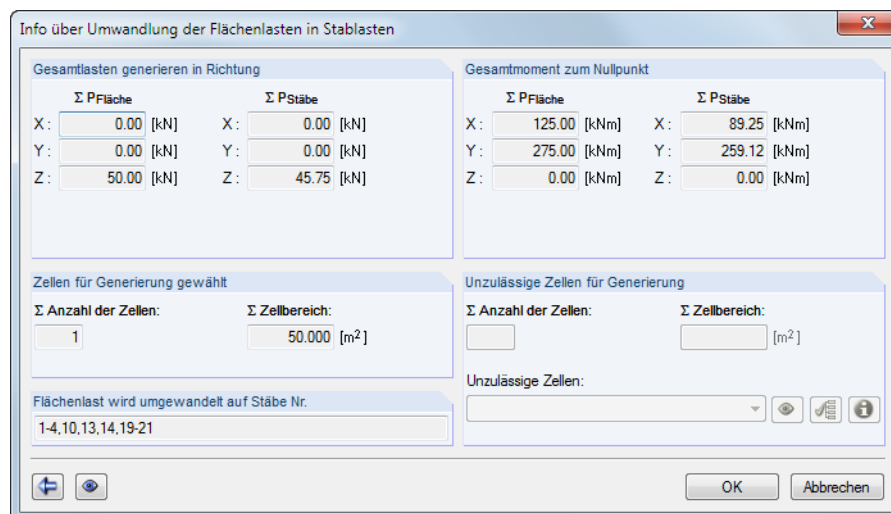 Info über Umwandlung der Flächenlasten in Stablasten
Gesamtlasten generieren in Richtung
Σ PFläche Σ PStäbe
X : 0.00 [kN] X : 0.00 [kN]
Y : 0.00 [kN] Y : 0.00 [kN]
Z : 50.00 [kN] Z : 45.75 [kN]
Gesamtmoment zum Nullpunkt
Σ PFläche Σ PStäbe
X : 125.00 [kNm] X : 89.25 [kNm]
Y : 275.00 [kNm] Y : 259.12 [kNm]
Z : 0.00 [kNm] Z : 0.00 [kNm]
Zellen für Generierung gewählt
Σ Anzahl der Zellen: Σ Zellbereich:
1 50.000 [m²]
Unzulässige Zellen für Generierung
Σ Anzahl der Zellen: Σ Zellbereich:
[m²]
Unzulässige Zellen:
Flächenlast wird umgewandelt auf Stäbe Nr.
1-4,10,13,14,19-21
OK Abbrechen